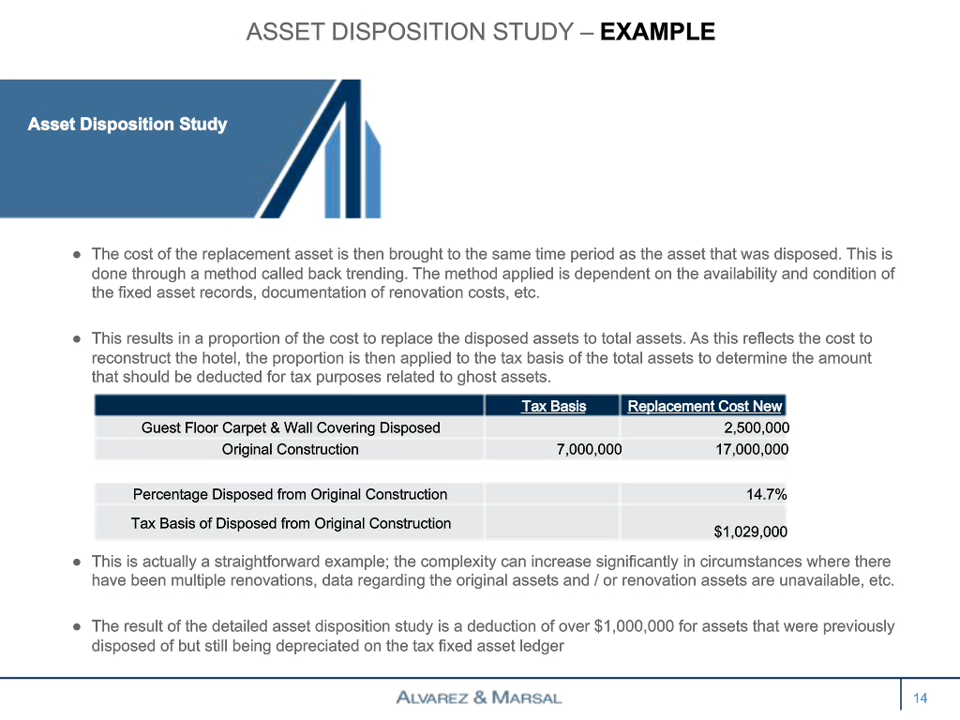 ASSET DISPOSITION STUDY – EXAMPLE
Asset Disposition Study
● The cost of the replacement asset is then brought to the same time period as the asset that was disposed. This is
done through a method called back trending. The method applied is dependent on the availability and condition of
the fixed asset records, documentation of renovation costs, etc.
● This results in a proportion of the cost to replace the disposed assets to total assets. As this reflects the cost to
reconstruct the hotel, the proportion is then applied to the tax basis of the total assets to determine the amount
that should be deducted for tax purposes related to ghost assets.
Tax Basis Replacement Cost New
Guest Floor Carpet & Wall Covering Disposed 2,500,000
Original Construction 7,000,000 17,000,000
Percentage Disposed from Original Construction 14.7%
Tax Basis of Disposed from Original Construction $1,029,000
● This is actually a straightforward example; the complexity can increase significantly in circumstances where there
have been multiple renovations, data regarding the original assets and / or renovation assets are unavailable, etc.
● The result of the detailed asset disposition study is a deduction of over $1,000,000 for assets that were previously
disposed of but still being depreciated on the tax fixed asset ledger
ALVAREZ & MARSAL
14